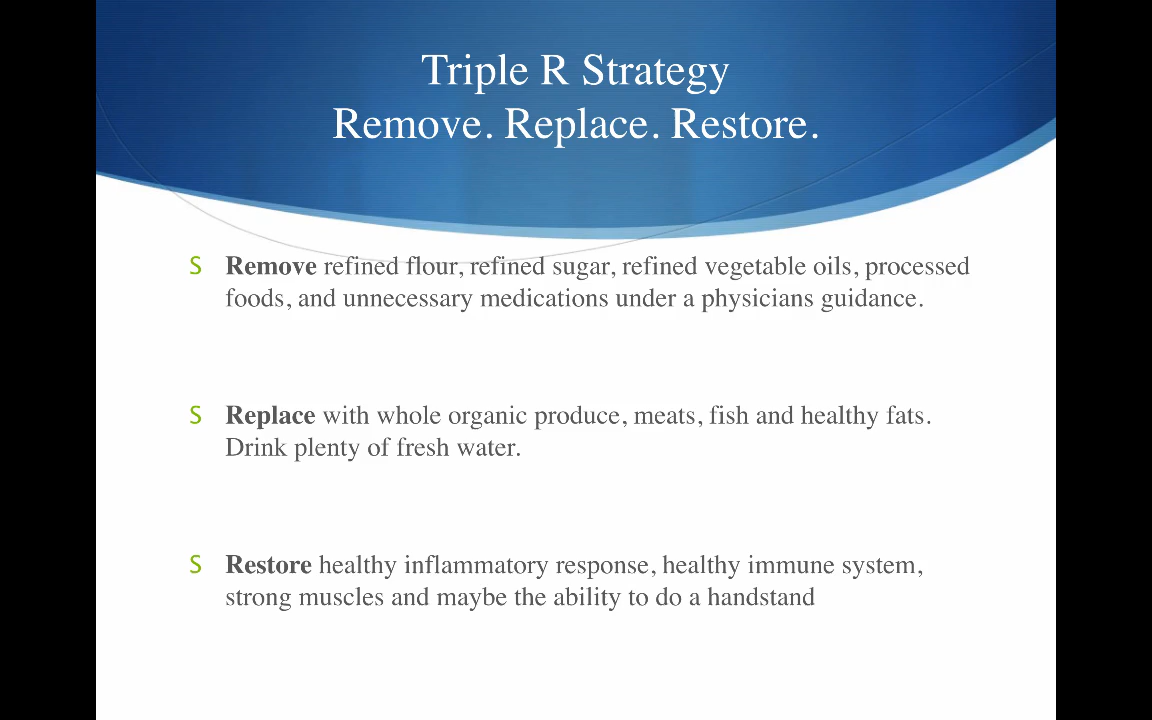 Triple R Strategy
Remove. Replace. Restore.
S Remove refined flour, refined sugar, refined vegetable oils, processed
foods, and unnecessary medications under a physicians guidance.
S Replace with whole organic produce, meats, fish and healthy fats.
Drink plenty of fresh water.
S Restore healthy inflammatory response, healthy immune system,
strong muscles and maybe the ability to do a handstand